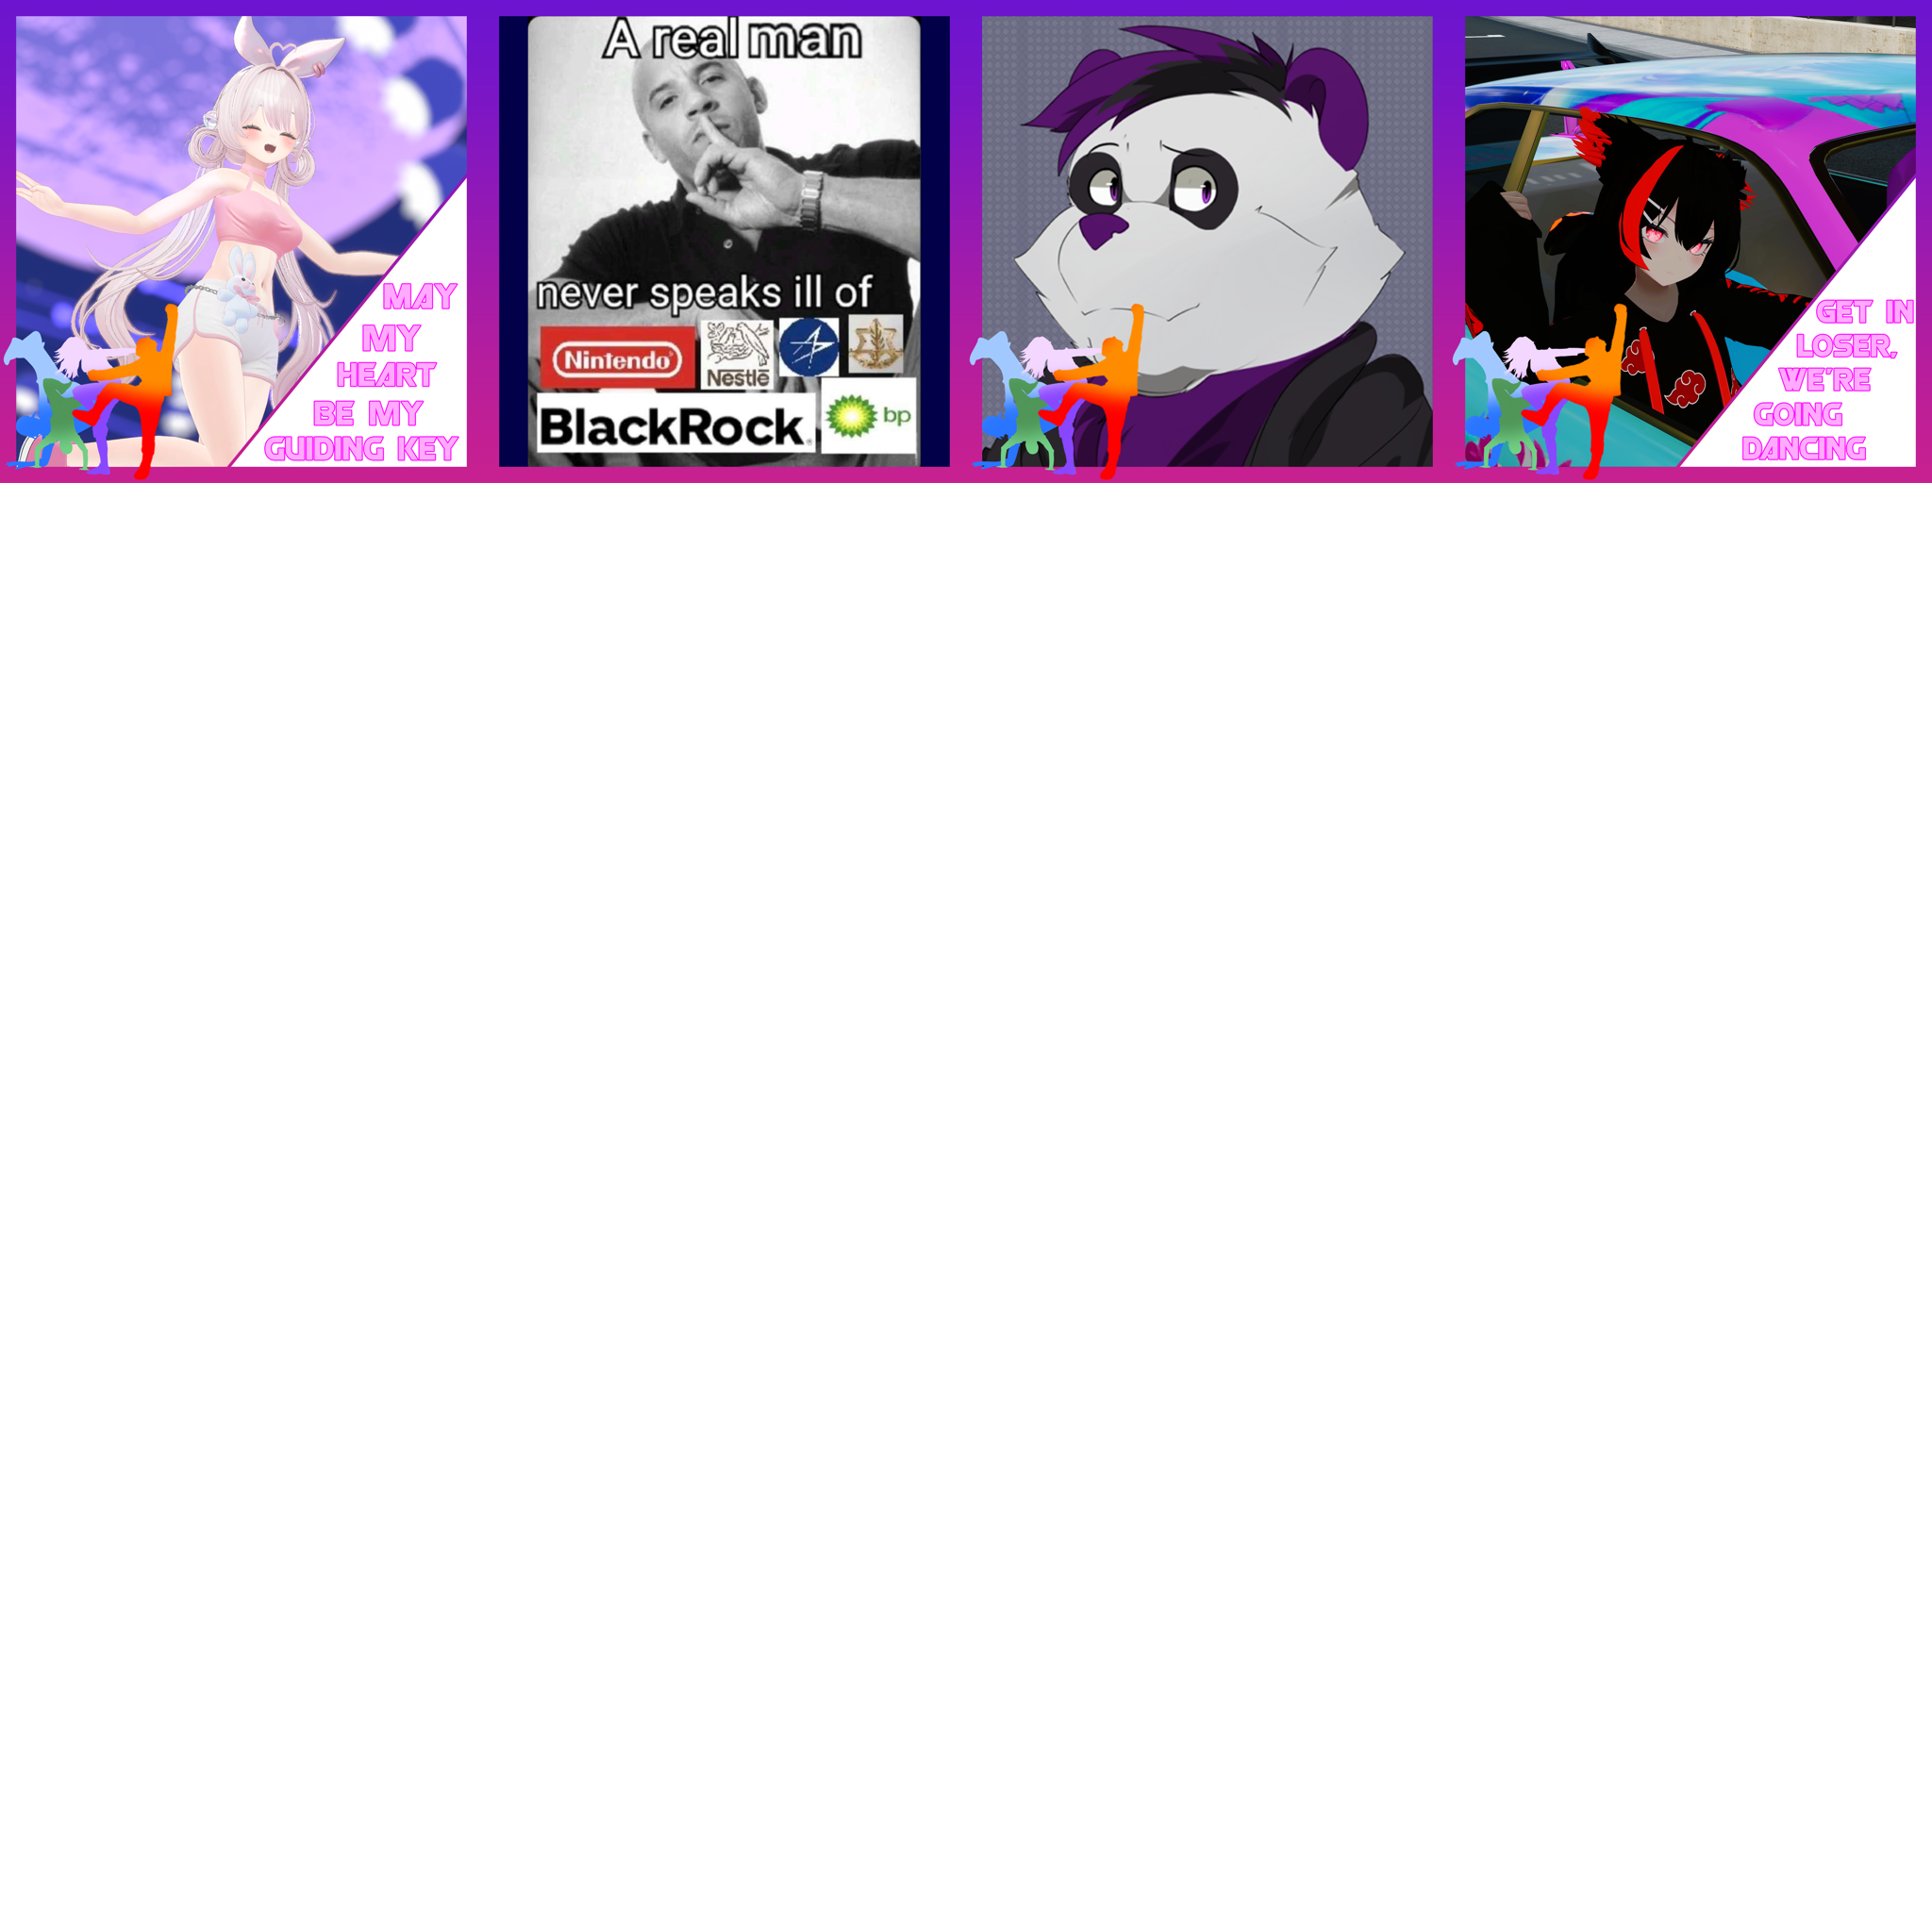 MAY
MY
HEART
BE MY
GUIDING KEY
A real man
never speaks ill of
Nintendo
Nestlé
BlackRock
bp
GET IN
LOSER,
WE'RE
GOING
DANCING